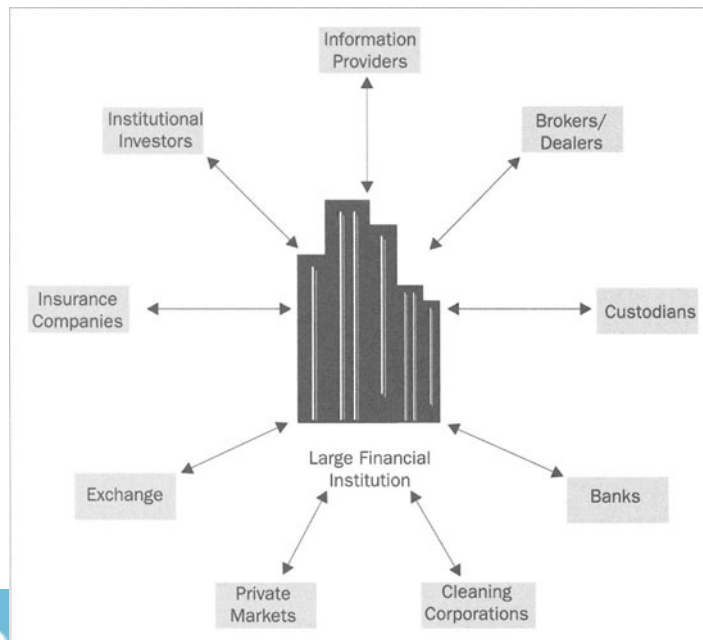 Information
Providers
Institutional
Investors
Brokers/
Dealers
Insurance
Companies
Custodians
Large Financial
Institution
Exchange
Banks
Private
Markets
Cleaning
Corporations